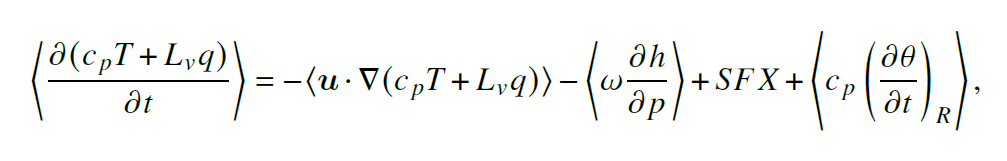 ⟨∂(c_pT + L_vq)/∂t⟩ = −⟨u · ∇(c_pT + L_vq)⟩ − ⟨ω ∂h/∂p⟩ + SFX + ⟨c_p (∂θ/∂t)_R⟩,